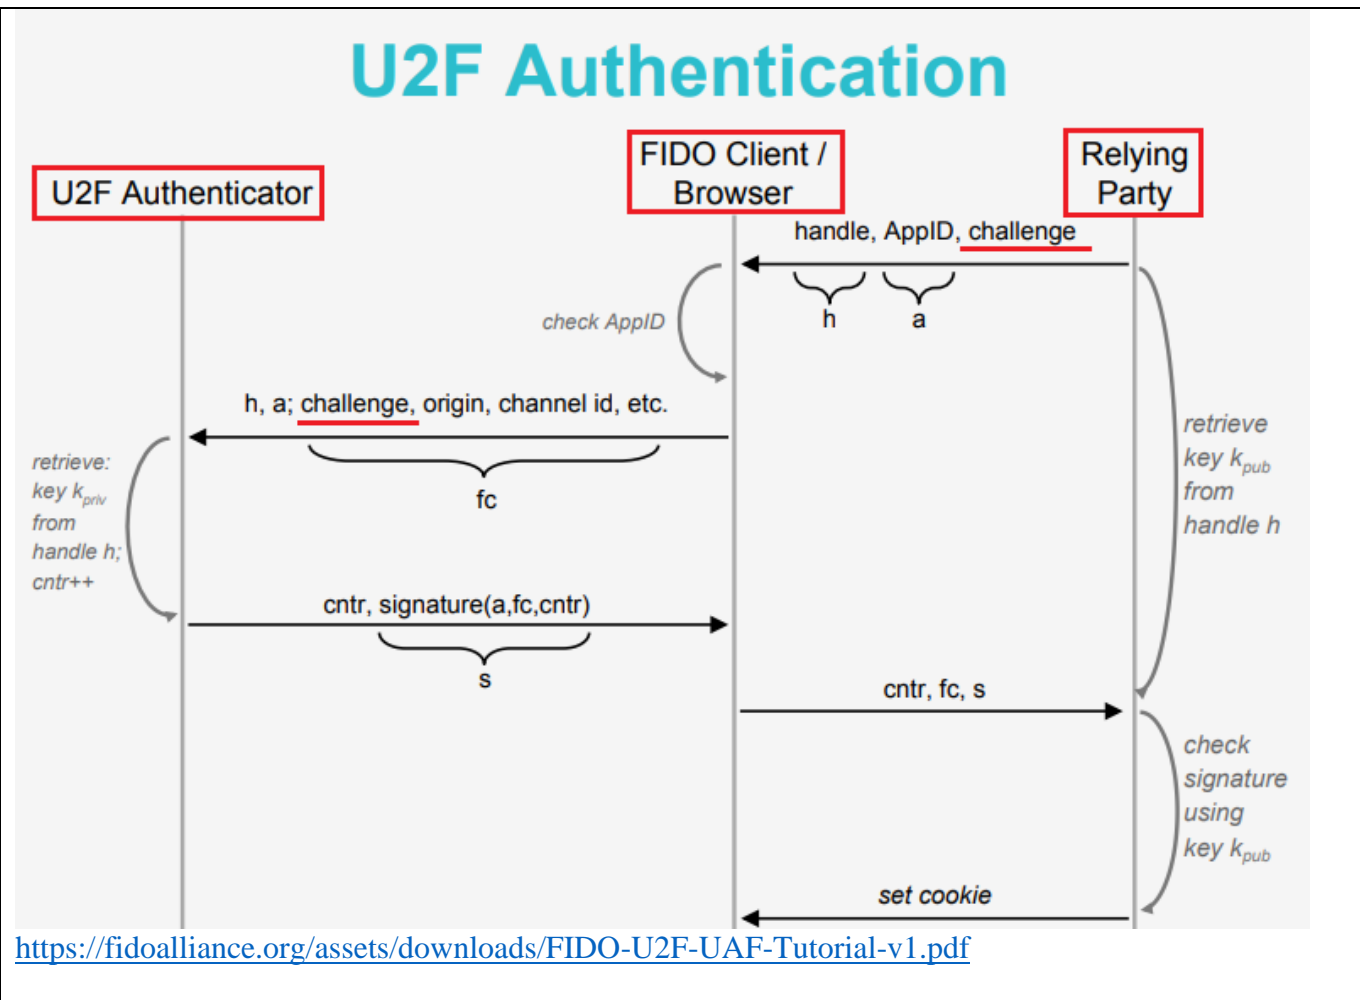 U2F Authentication
FIDO Client /
Browser
Relying
Party
U2F Authenticator
handle, AppID, challenge
h
a
check AppID
h, a; challenge, origin, channel id, etc.
fc
retrieve:
key kpriv
from
handle h;
cntr++
retrieve
key kpub
from
handle h
cntr, signature(a,fc,cntr)
s
cntr, fc, s
check
signature
using
key kpub
set cookie
https://fidoalliance.org/assets/downloads/FIDO-U2F-UAF-Tutorial-v1.pdf